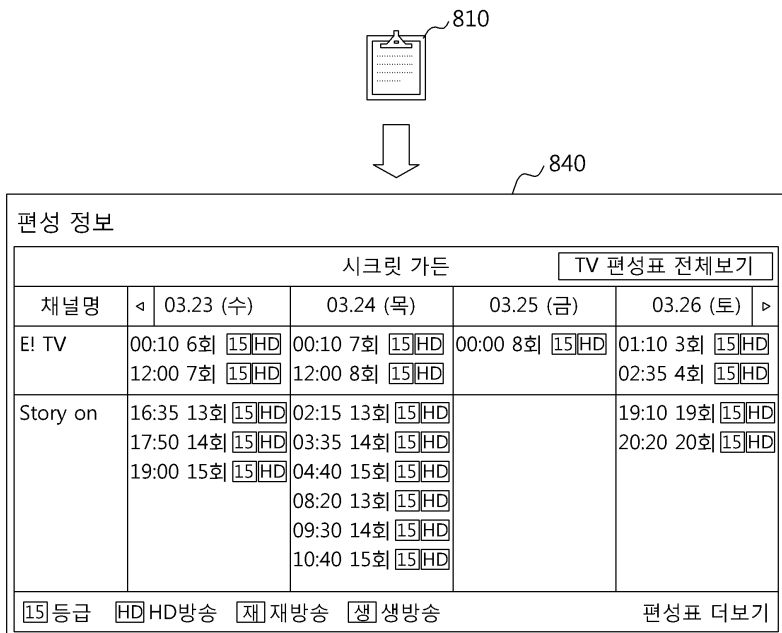 810
840
편성 정보
시크릿 가든 TV 편성표 전체보기
채널명 ◁ 03.23 (수) 03.24 (목) 03.25 (금) 03.26 (토) ▷
E! TV 00:10 6회 15 HD 00:10 7회 15 HD 00:00 8회 15 HD 01:10 3회 15 HD
12:00 7회 15 HD 12:00 8회 15 HD 02:35 4회 15 HD
Story on 16:35 13회 15 HD 02:15 13회 15 HD 19:10 19회 15 HD
17:50 14회 15 HD 03:35 14회 15 HD 20:20 20회 15 HD
19:00 15회 15 HD 04:40 15회 15 HD
08:20 13회 15 HD
09:30 14회 15 HD
10:40 15회 15 HD
15 등급 HD HD방송 재 재방송 생 생방송 편성표 더보기